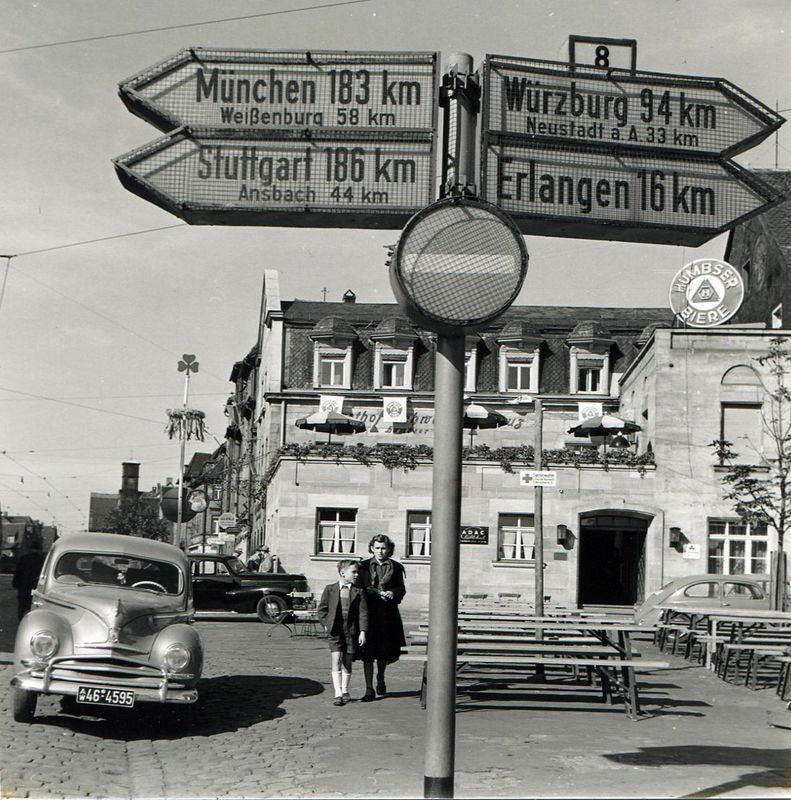 München 183 km
Weißenburg 58 km
Stuttgart 186 km
Ansbach 44 km
8
Würzburg 94 km
Neustadt a.A. 33 km
Erlangen 16 km
HUMBSER
H
BIERE
ADAC
46-4595